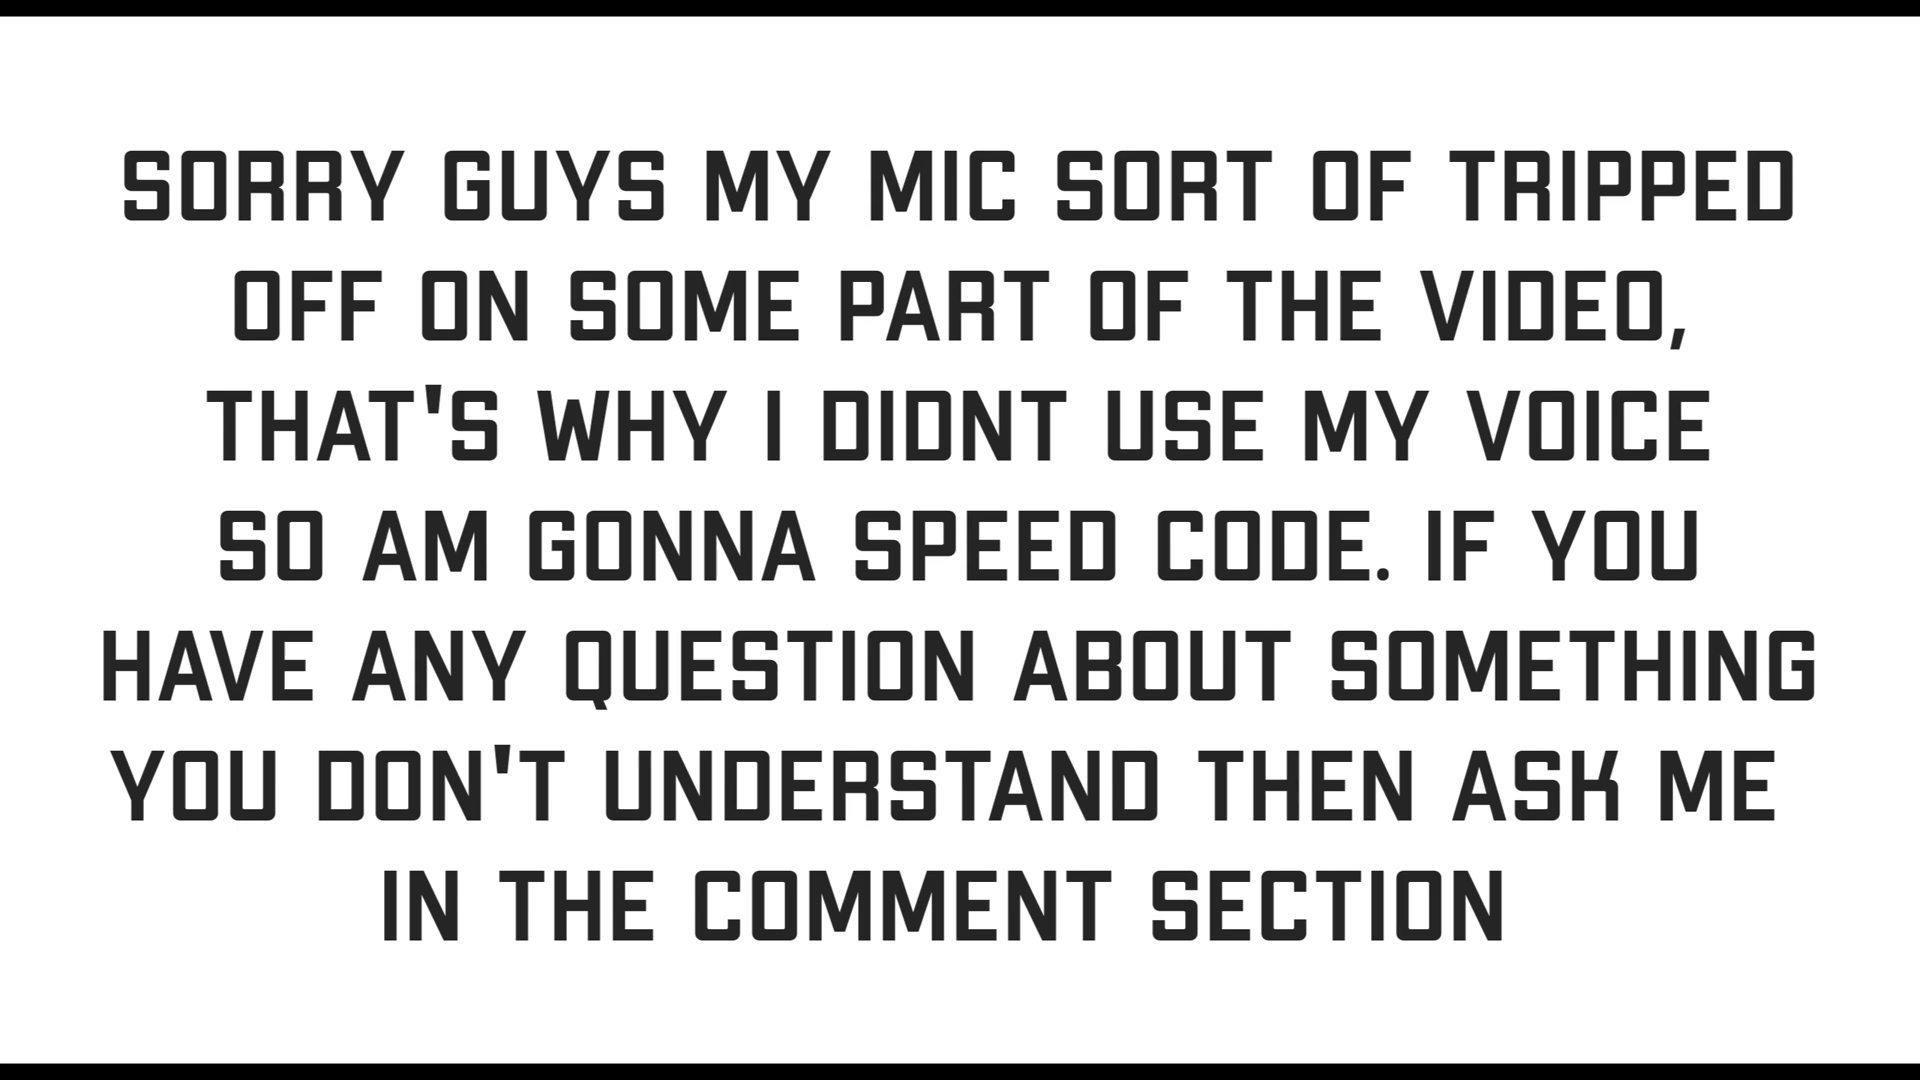 SORRY GUYS MY MIC SORT OF TRIPPED
OFF ON SOME PART OF THE VIDEO,
THAT'S WHY I DIDNT USE MY VOICE
SO AM GONNA SPEED CODE. IF YOU
HAVE ANY QUESTION ABOUT SOMETHING
YOU DON'T UNDERSTAND THEN ASK ME
IN THE COMMENT SECTION